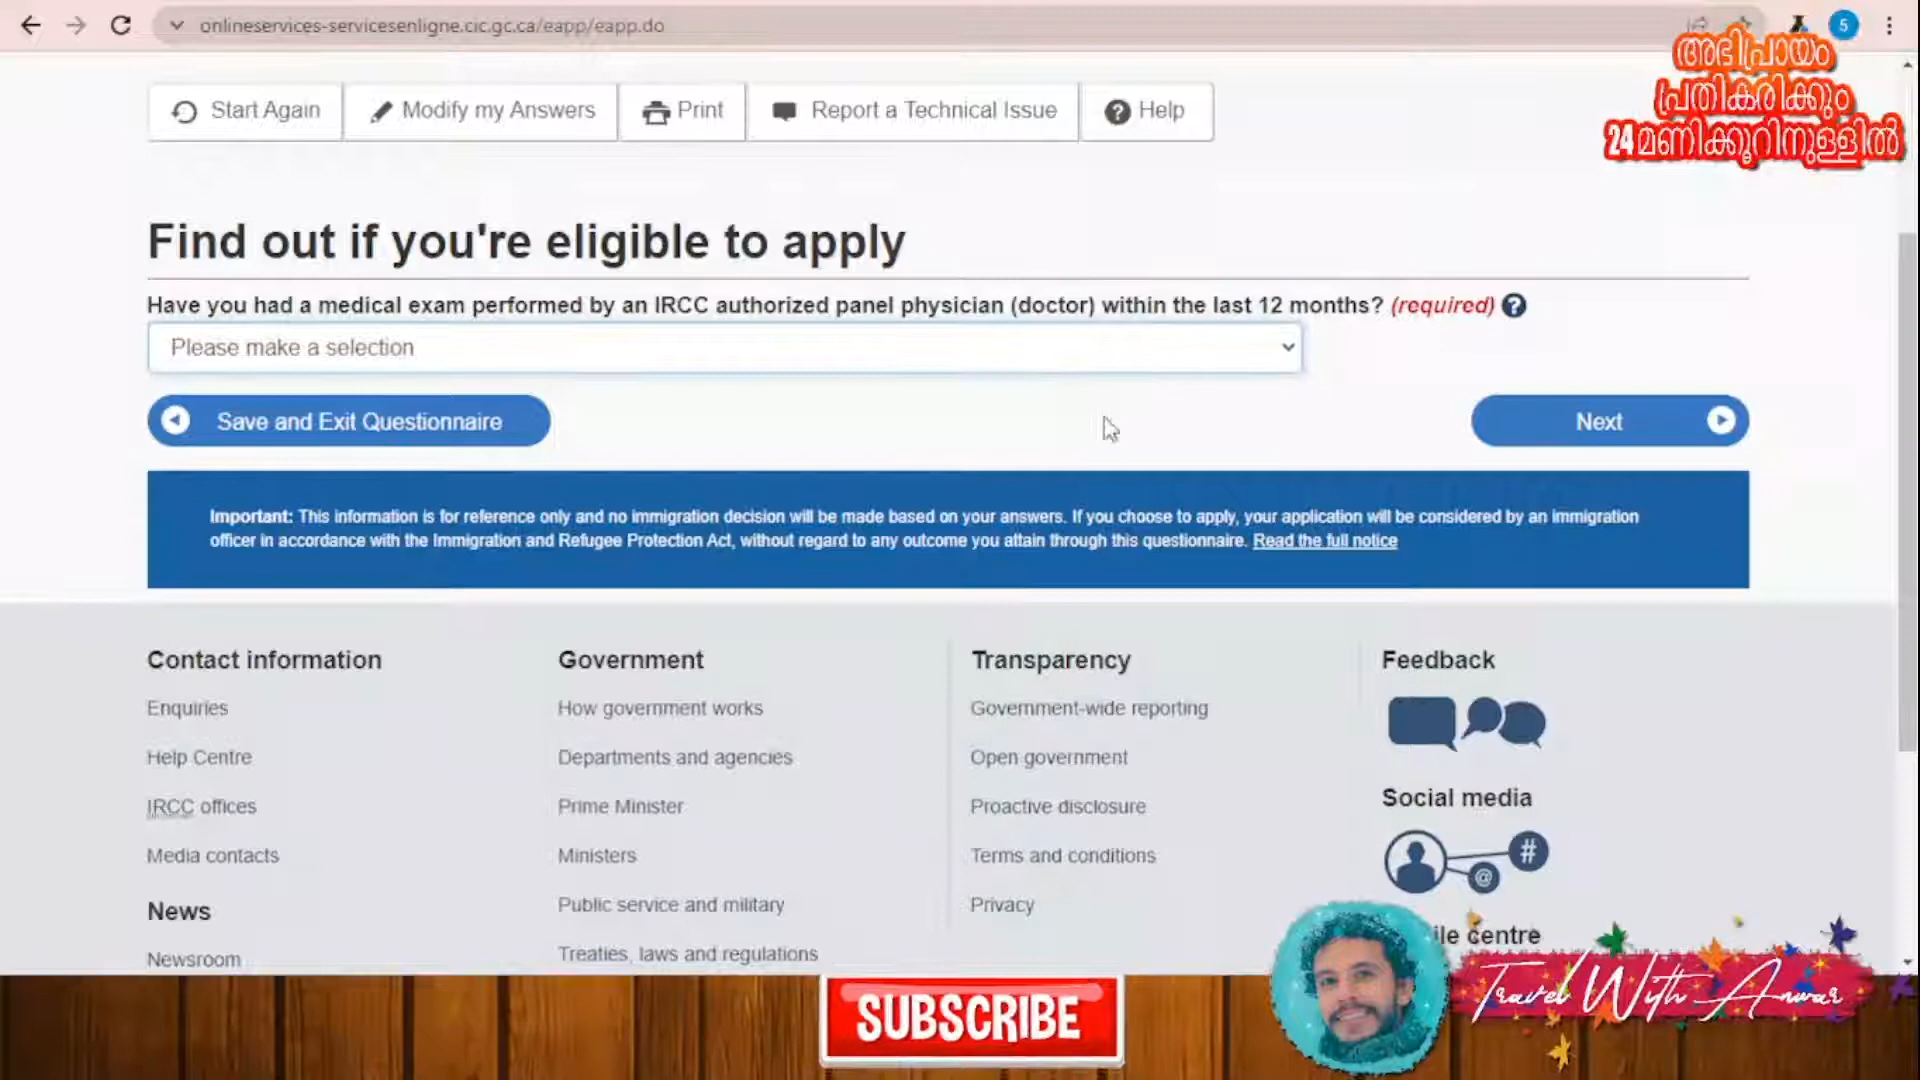 onlineservices-servicesenligne.cic.gc.ca/eapp/eapp.do
5
അഭിപ്രായം
പ്രതികരിക്കും
24 മണിക്കൂറിനുള്ളിൽ
Start Again
Modify my Answers
Print
Report a Technical Issue
Help
Find out if you're eligible to apply
Have you had a medical exam performed by an IRCC authorized panel physician (doctor) within the last 12 months? (required)
Please make a selection
Save and Exit Questionnaire
Next
Important: This information is for reference only and no immigration decision will be made based on your answers. If you choose to apply, your application will be considered by an immigration
officer in accordance with the Immigration and Refugee Protection Act, without regard to any outcome you attain through this questionnaire. Read the full notice
Contact information
Enquiries
Help Centre
IRCC offices
Media contacts
News
Newsroom
Government
How government works
Departments and agencies
Prime Minister
Ministers
Public service and military
Treaties, laws and regulations
Transparency
Government-wide reporting
Open government
Proactive disclosure
Terms and conditions
Privacy
Feedback
Social media
#
@
centre
SUBSCRIBE
Travel With Anwar